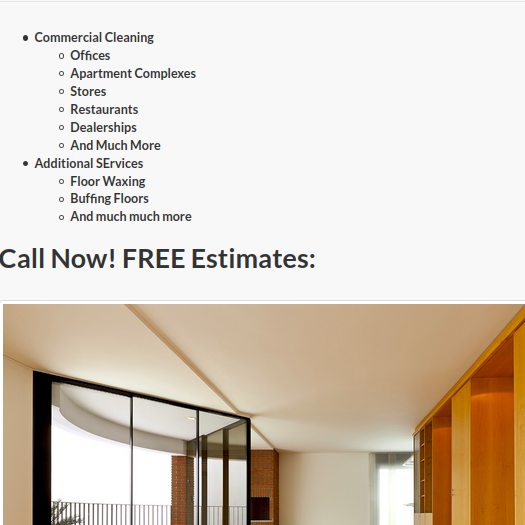 Commercial Cleaning
Offices
Apartment Complexes
Stores
Restaurants
Dealerships
And Much More
Additional SErvices
Floor Waxing
Buffing Floors
And much much more
Call Now! FREE Estimates: